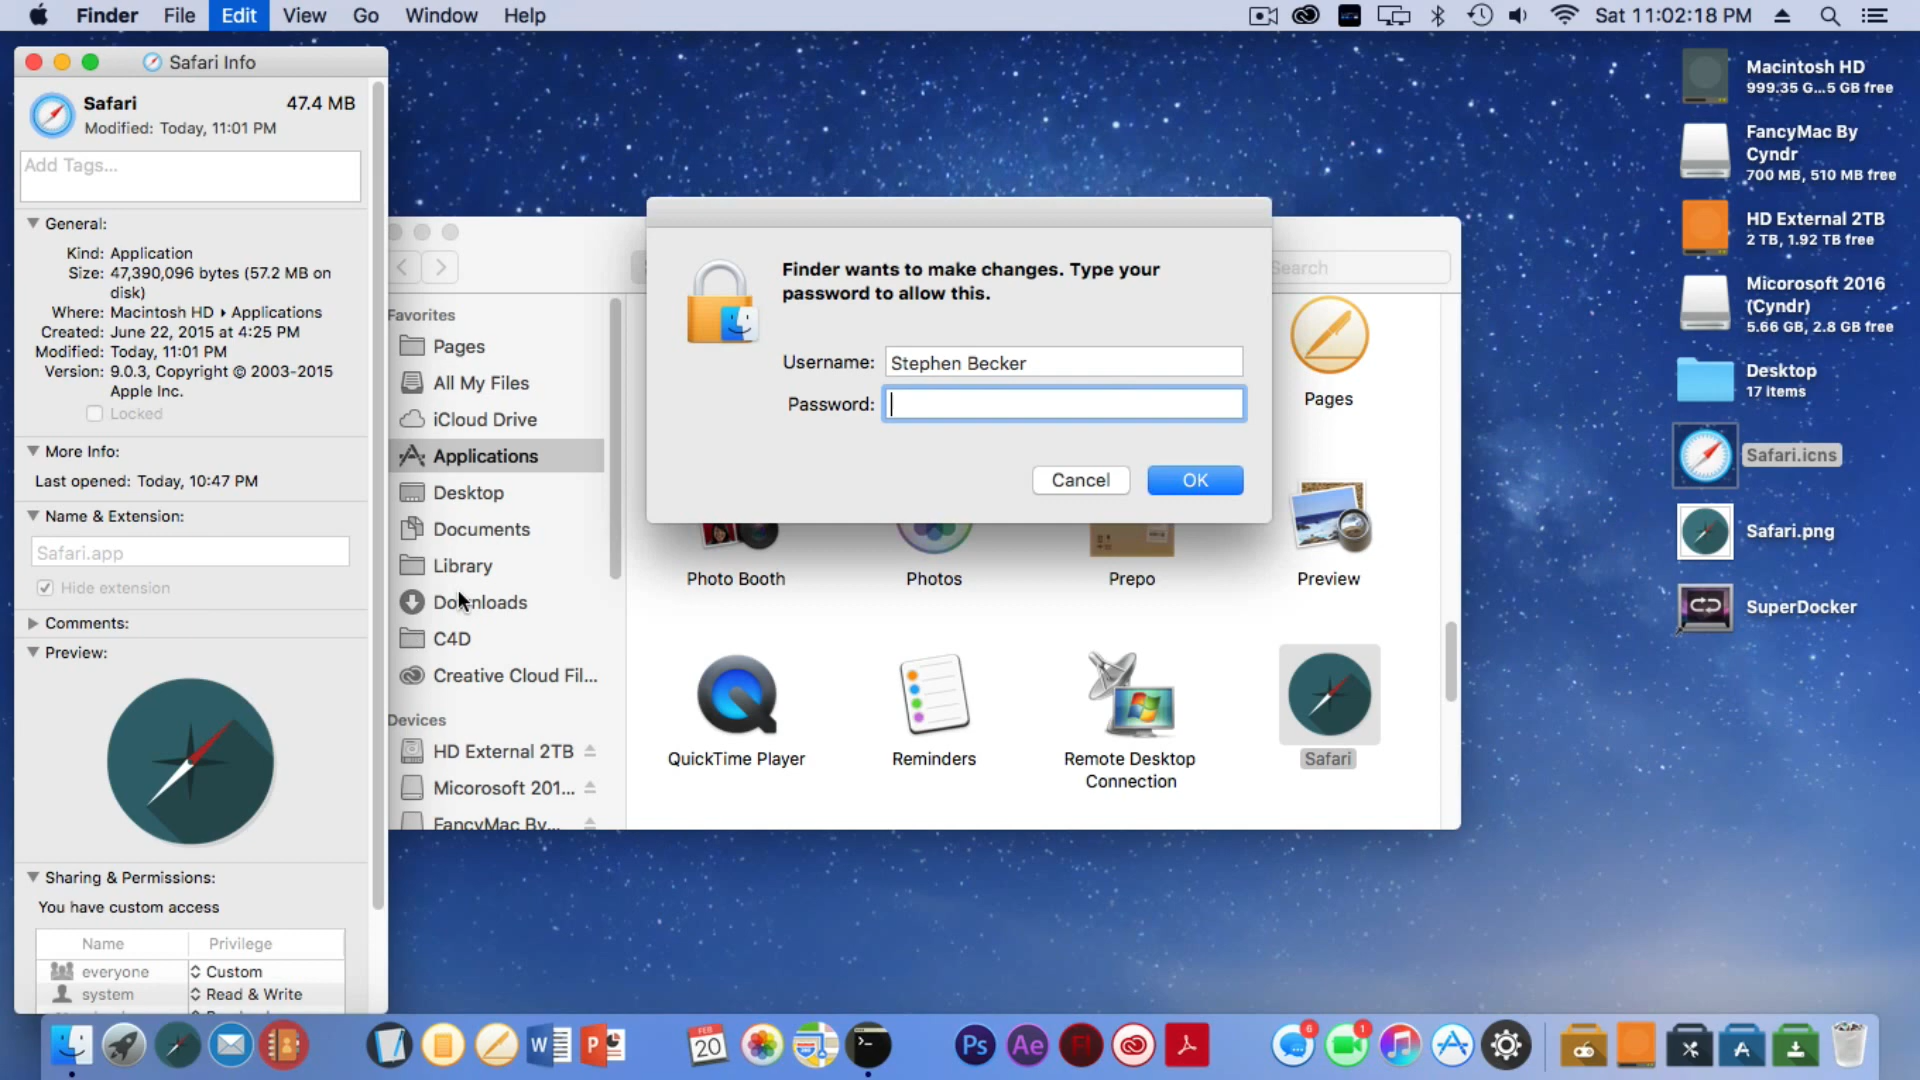 Finder File Edit View Go Window Help
Sat 11:02:18 PM
Safari Info
Safari 47.4 MB
Modified: Today, 11:01 PM
Add Tags...
General:
Kind: Application
Size: 47,390,096 bytes (57.2 MB on
disk)
Where: Macintosh HD ▸ Applications
Created: June 22, 2015 at 4:25 PM
Modified: Today, 11:01 PM
Version: 9.0.3, Copyright © 2003-2015
Apple Inc.
Locked
More Info:
Last opened: Today, 10:47 PM
Name & Extension:
Safari.app
Hide extension
Comments:
Preview:
Sharing & Permissions:
You have custom access
Name Privilege
everyone Custom
system Read & Write
Favorites
Pages
All My Files
iCloud Drive
Applications
Desktop
Documents
Library
Downloads
C4D
Creative Cloud Fil...
Devices
HD External 2TB
Micorosoft 201...
FancyMac By...
Search
Finder wants to make changes. Type your
password to allow this.
Username: Stephen Becker
Password:
Cancel OK
Pages
Photo Booth
Photos
Prepo
Preview
QuickTime Player
Reminders
Remote Desktop
Connection
Safari
Macintosh HD
999.35 G...5 GB free
FancyMac By
Cyndr
700 MB, 510 MB free
HD External 2TB
2 TB, 1.92 TB free
Micorosoft 2016
(Cyndr)
5.66 GB, 2.8 GB free
Desktop
17 items
Safari.icns
Safari.png
SuperDocker
W
P
FEB
20
Ps
Ae
Fl
6
1